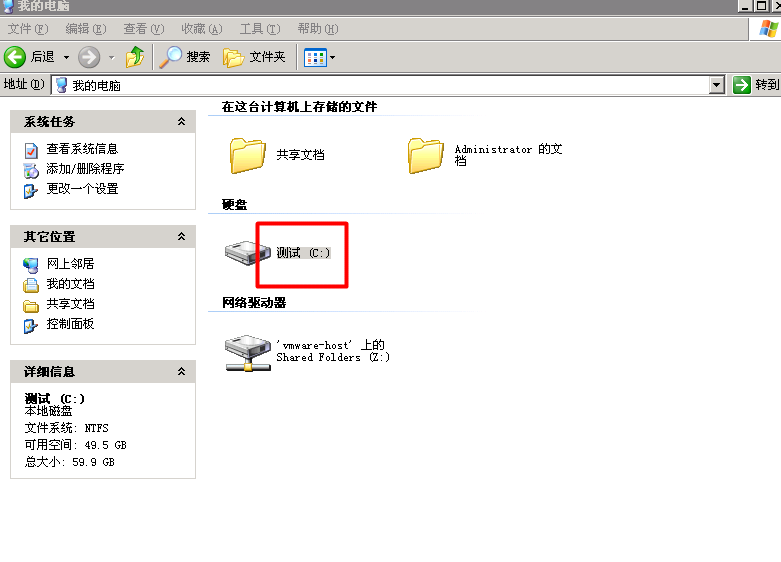 我的电脑
文件(F) 编辑(E) 查看(V) 收藏(A) 工具(T) 帮助(H)
后退 搜索 文件夹
地址(D) 我的电脑 转到
系统任务
查看系统信息
添加/删除程序
更改一个设置
其它位置
网上邻居
我的文档
共享文档
控制面板
详细信息
测试 (C:)
本地磁盘
文件系统: NTFS
可用空间: 49.5 GB
总大小: 59.9 GB
在这台计算机上存储的文件
共享文档
Administrator 的文
档
硬盘
测试 (C:)
网络驱动器
'vmware-host' 上的
Shared Folders (Z:)